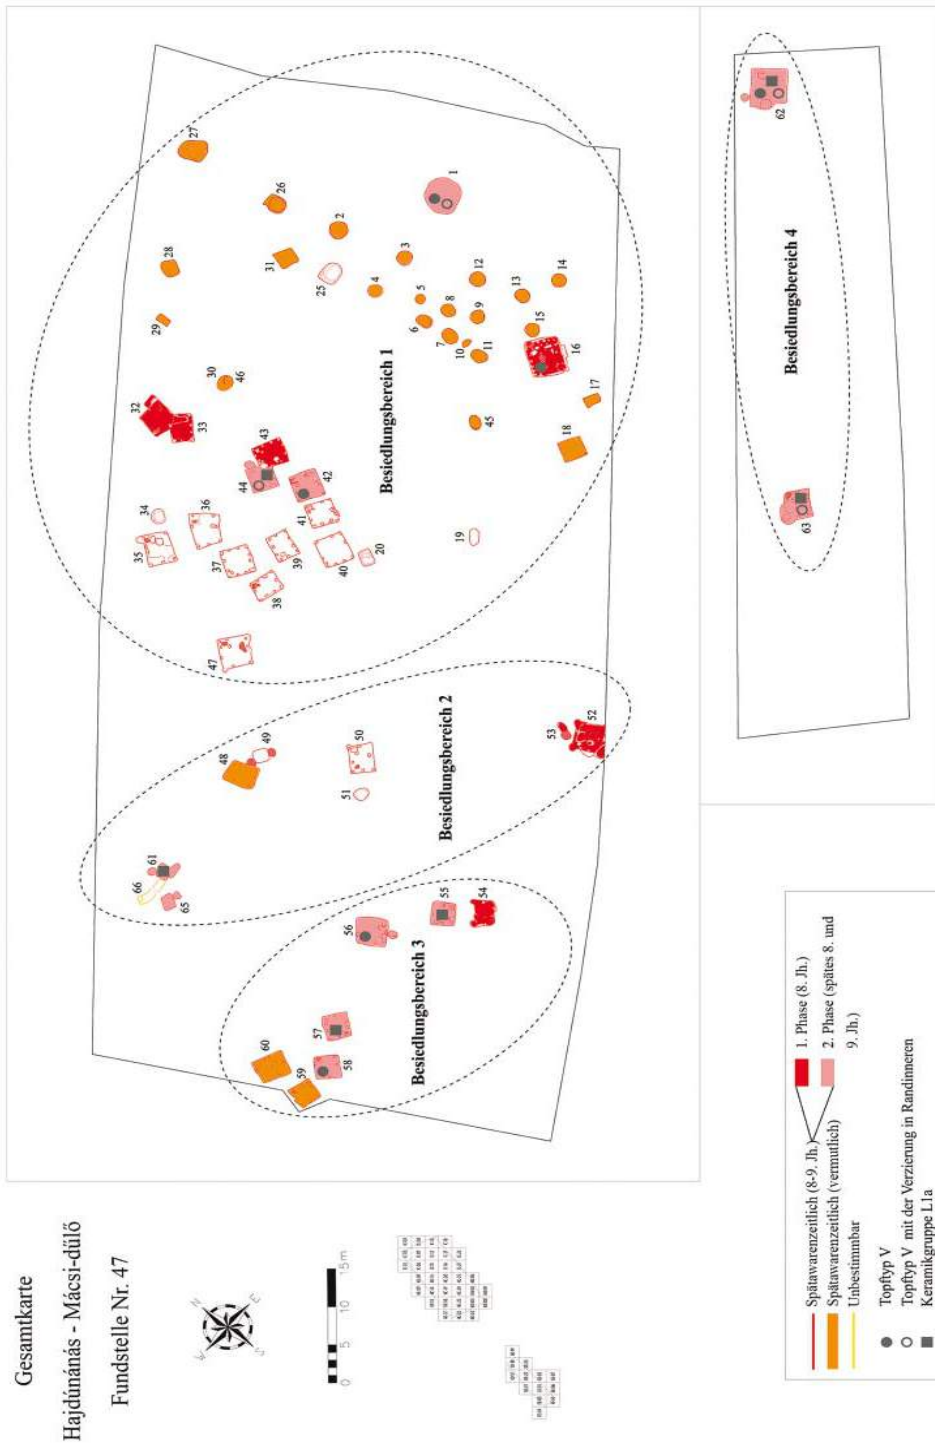 Gesamtkarte
Hajdúnánás - Mácsi-dűlő
Fundstelle Nr. 47
N
E
S
W
0 5 10 15m
Besiedlungsbereich 1
Besiedlungsbereich 2
Besiedlungsbereich 3
Besiedlungsbereich 4
1
2
3
4
5
6
7
8
9
10
11
12
13
14
15
16
17
18
19
20
25
26
27
28
29
30
46
31
32
33
34
35
36
37
38
39
40
41
42
43
44
45
47
48
49
50
51
52
53
54
55
56
57
58
59
60
61
66
65
62
63
Spätawarenzeitlich (8-9. Jh.)
Spätawarenzeitlich (vermutlich)
Unbestimmbar
1. Phase (8. Jh.)
2. Phase (spätes 8. und
9. Jh.)
Topftyp V
Topftyp V mit der Verzierung in Randinneren
Keramikgruppe L1a